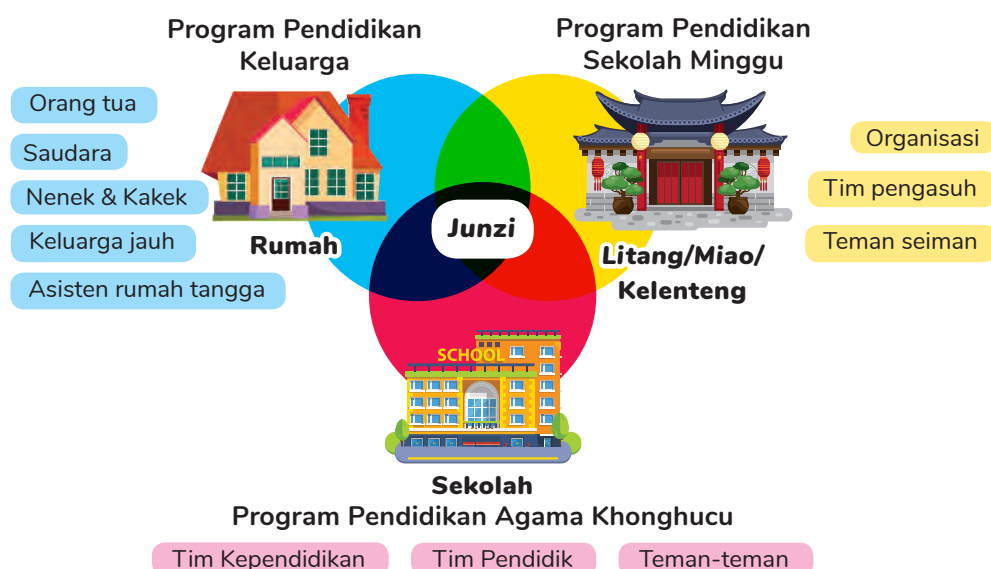 Program Pendidikan
Keluarga
Program Pendidikan
Sekolah Minggu
Orang tua
Saudara
Nenek & Kakek
Keluarga jauh
Asisten rumah tangga
Rumah
Junzi
Litang/Miao/
Kelenteng
Organisasi
Tim pengasuh
Teman seiman
SCHOOL
Sekolah
Program Pendidikan Agama Khonghucu
Tim Kependidikan
Tim Pendidik
Teman-teman